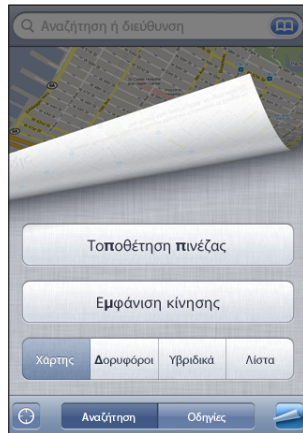 Αναζήτηση ή διεύθυνση
Τοποθέτηση πινέζας
Εμφάνιση κίνησης
Χάρτης Δορυφόροι Υβριδικά Λίστα
Αναζήτηση Οδηγίες